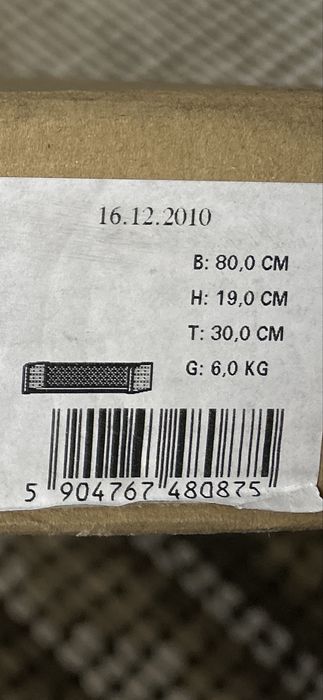 16.12.2010
B: 80,0 CM
H: 19,0 CM
T: 30,0 CM
G: 6,0 KG
5 904767 480875